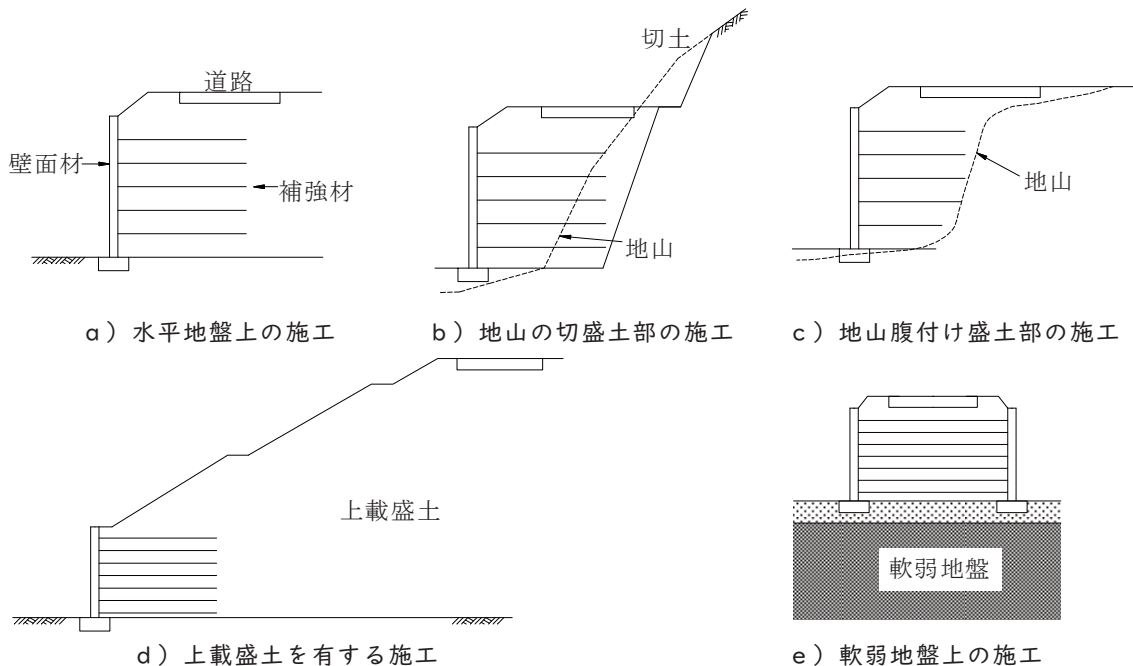 道路
壁面材
補強材
a）水平地盤上の施工
切土
地山
b）地山の切盛土部の施工
地山
c）地山腹付け盛土部の施工
上載盛土
d）上載盛土を有する施工
軟弱地盤
e）軟弱地盤上の施工